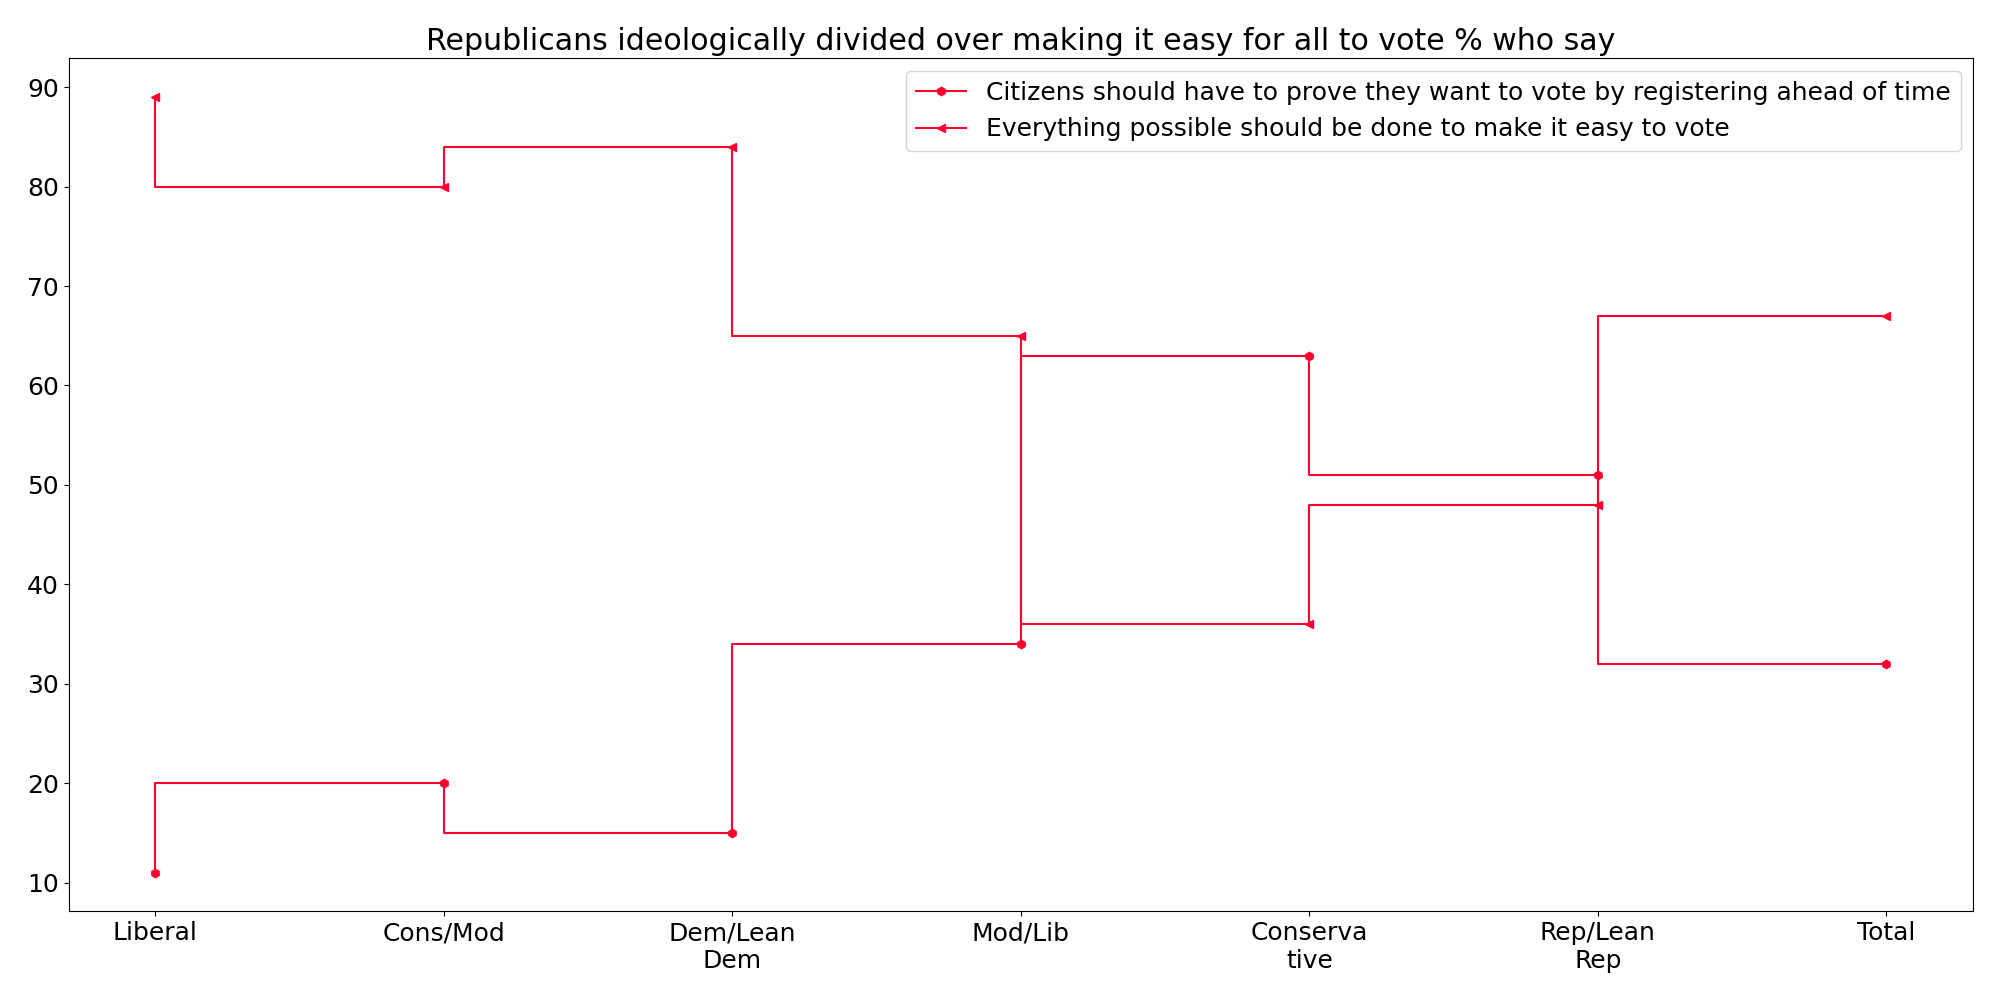 Republicans ideologically divided over making it easy for all to vote % who say
Citizens should have to prove they want to vote by registering ahead of time
Everything possible should be done to make it easy to vote
90
80
70
60
50
40
30
20
10
Liberal
Cons/Mod
Dem/Lean
Dem
Mod/Lib
Conserva
tive
Rep/Lean
Rep
Total